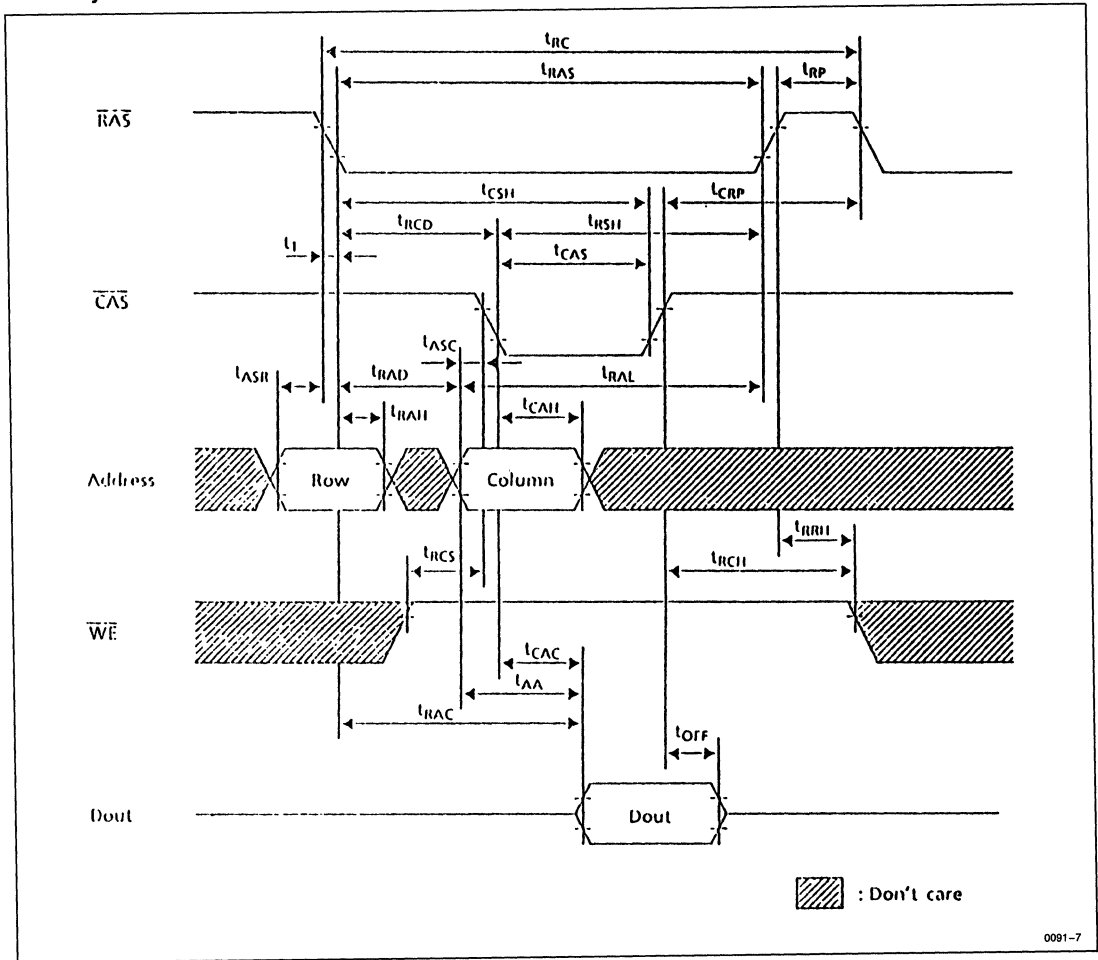 tRC
tRAS
tRP
RAS
tCSH
tCRP
tRCD
tRSH
tT
tCAS
CAS
tASC
tASR
tRAD
tRAL
tRAH
tCAH
Address
Row
Column
tRRH
tRCS
tRCH
WE
tCAC
tAA
tRAC
tOFF
Dout
Dout
: Don't care
0091-7